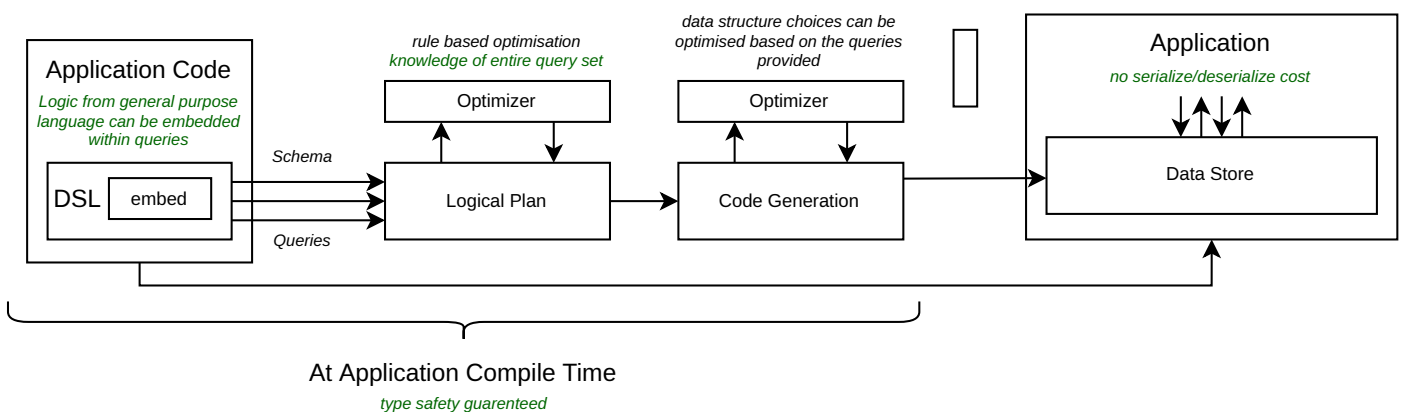 Application Code
Logic from general purpose
language can be embedded
within queries
DSL
embed
Schema
Queries
rule based optimisation
knowledge of entire query set
Optimizer
Logical Plan
data structure choices can be
optimised based on the queries
provided
Optimizer
Code Generation
Application
no serialize/deserialize cost
Data Store
At Application Compile Time
type safety guarenteed